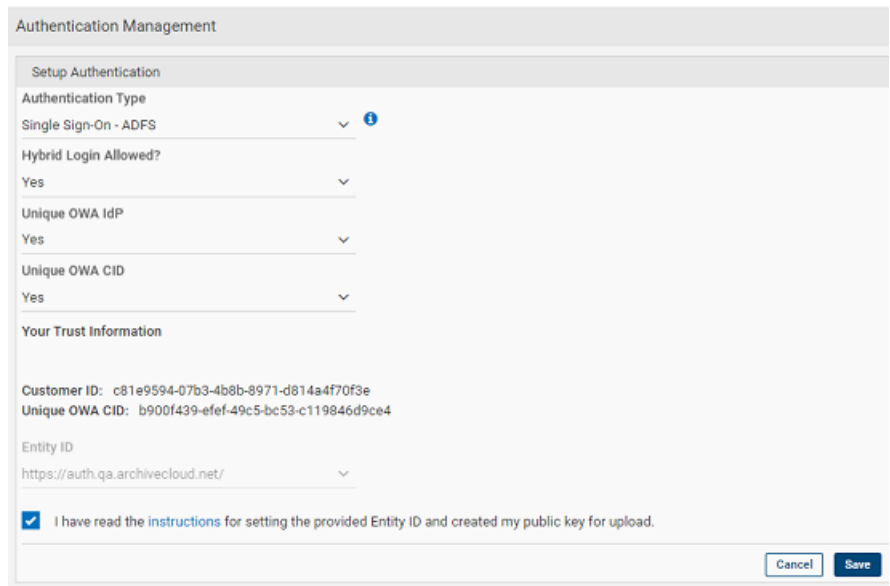 Authentication Management
Setup Authentication
Authentication Type
Single Sign-On - ADFS
Hybrid Login Allowed?
Yes
Unique OWA IdP
Yes
Unique OWA CID
Yes
Your Trust Information
Customer ID: c81e9594-07b3-4b8b-8971-d814a4f70f3e
Unique OWA CID: b900f439-efef-49c5-bc53-c119846d9ce4
Entity ID
https://auth.qa.archivecloud.net/
I have read the instructions for setting the provided Entity ID and created my public key for upload.
Cancel Save